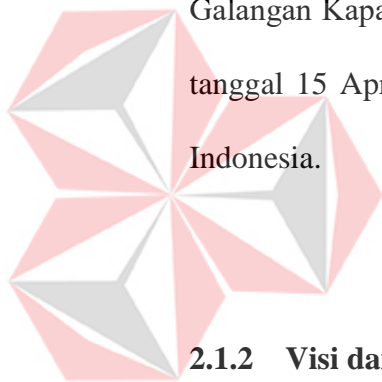 Galangan Kapa
tanggal 15 Apr
Indonesia.
2.1.2 Visi da